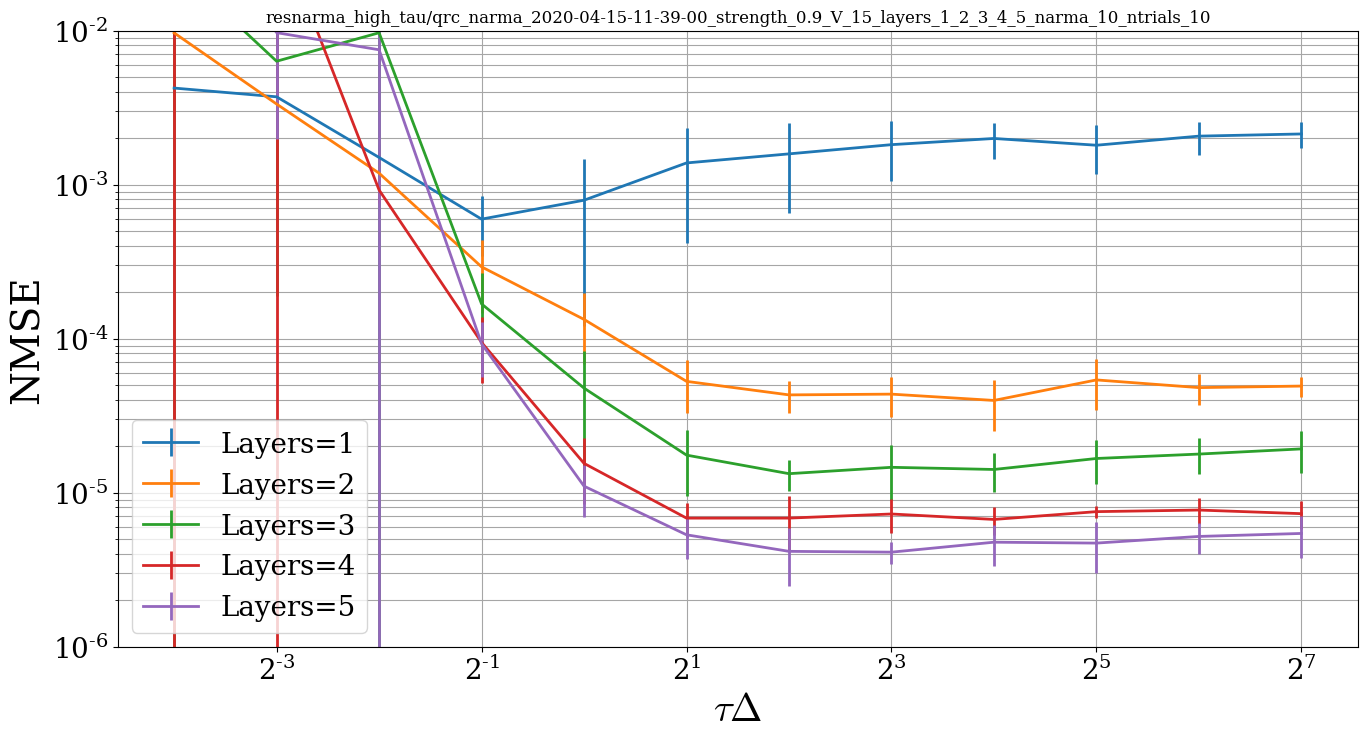 resnarma_high_tau/qrc_narma_2020-04-15-11-39-00_strength_0.9_V_15_layers_1_2_3_4_5_narma_10_ntrials_10
10^-2
10^-3
10^-4
10^-5
10^-6
NMSE
Layers=1
Layers=2
Layers=3
Layers=4
Layers=5
2^-3 2^-1 2^1 2^3 2^5 2^7
τΔ